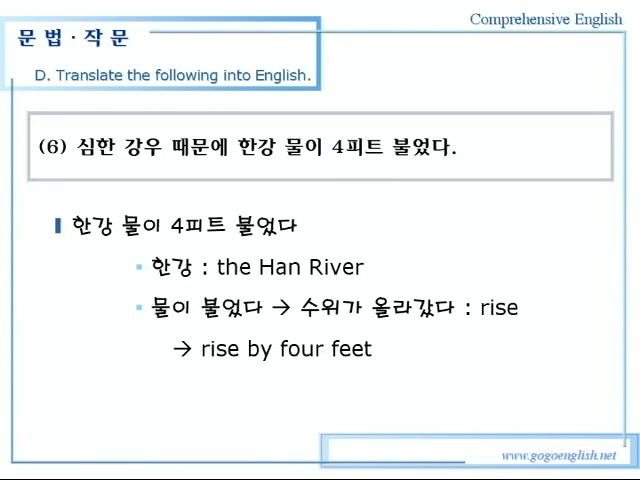 Comprehensive English
문 법 · 작 문
D. Translate the following into English.
(6) 심한 강우 때문에 한강 물이 4피트 불었다.
한강 물이 4피트 불었다
한강 : the Han River
물이 불었다 → 수위가 올라갔다 : rise
→ rise by four feet
www.gogoenglish.net